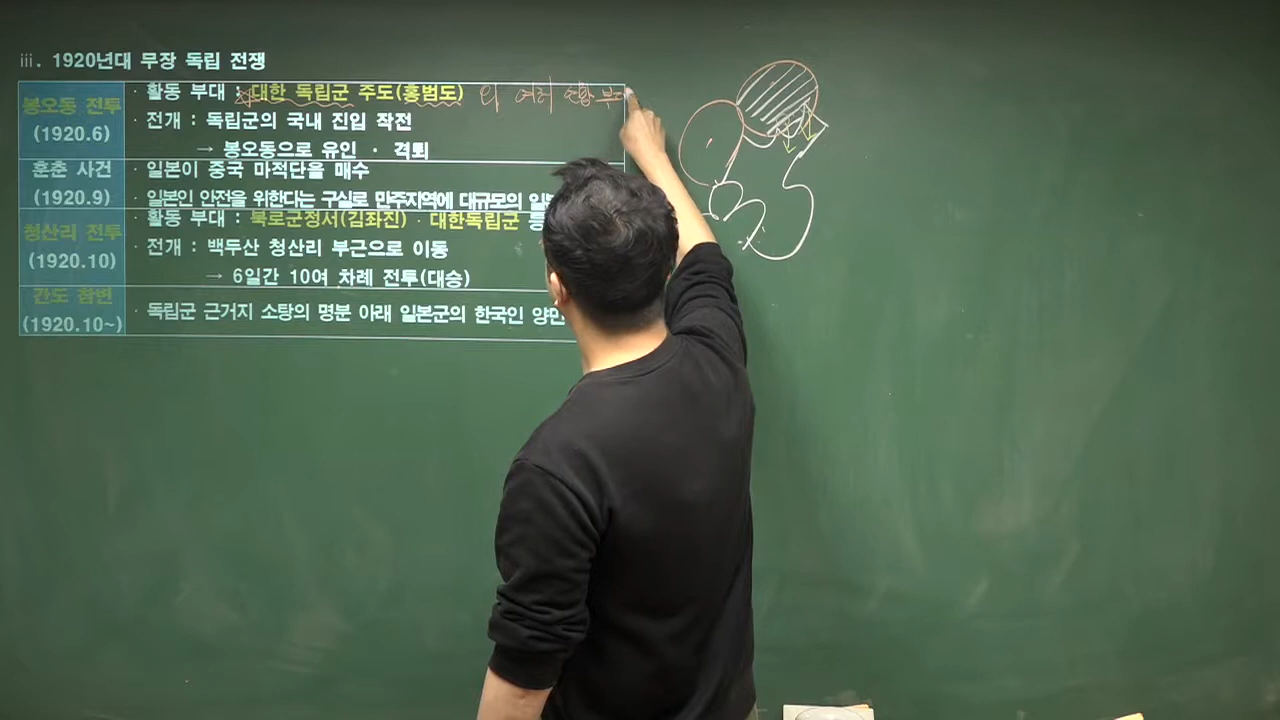 ⅲ. 1920년대 무장 독립 전쟁
봉오동 전투
(1920.6)
· 활동 부대 : 대한 독립군 주도(홍범도) 외 여러
· 전개 : 독립군의 국내 진입 작전
→ 봉오동으로 유인 · 격퇴
훈춘 사건
(1920.9)
· 일본이 중국 마적단을 매수
· 일본인 안전을 위한다는 구실로 만주지역에 대규모의
청산리 전투
(1920.10)
· 활동 부대 : 북로군정서(김좌진) · 대한독립군 등
· 전개 : 백두산 청산리 부근으로 이동
→ 6일간 10여 차례 전투(대승)
간도 참변
(1920.10~)
· 독립군 근거지 소탕의 명분 아래 일본군의 한국인